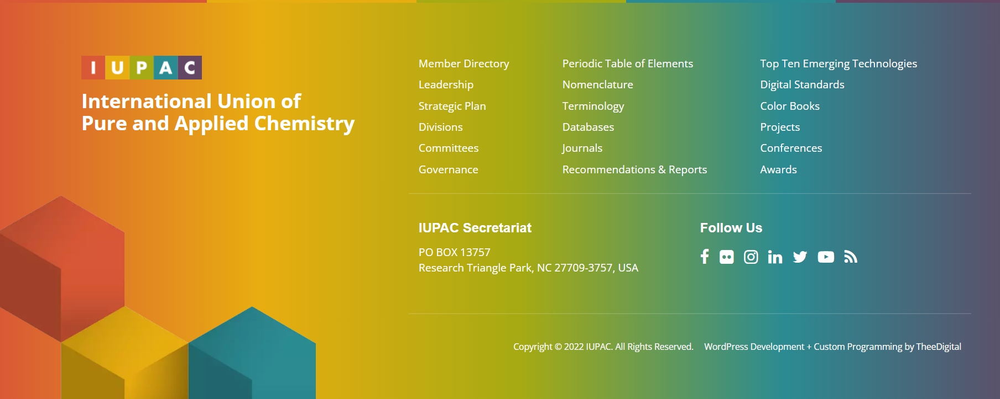 I U P A C
International Union of
Pure and Applied Chemistry
Member Directory
Leadership
Strategic Plan
Divisions
Committees
Governance
Periodic Table of Elements
Nomenclature
Terminology
Databases
Journals
Recommendations & Reports
Top Ten Emerging Technologies
Digital Standards
Color Books
Projects
Conferences
Awards
IUPAC Secretariat
PO BOX 13757
Research Triangle Park, NC 27709-3757, USA
Follow Us
Copyright © 2022 IUPAC. All Rights Reserved. WordPress Development + Custom Programming by TheeDigital